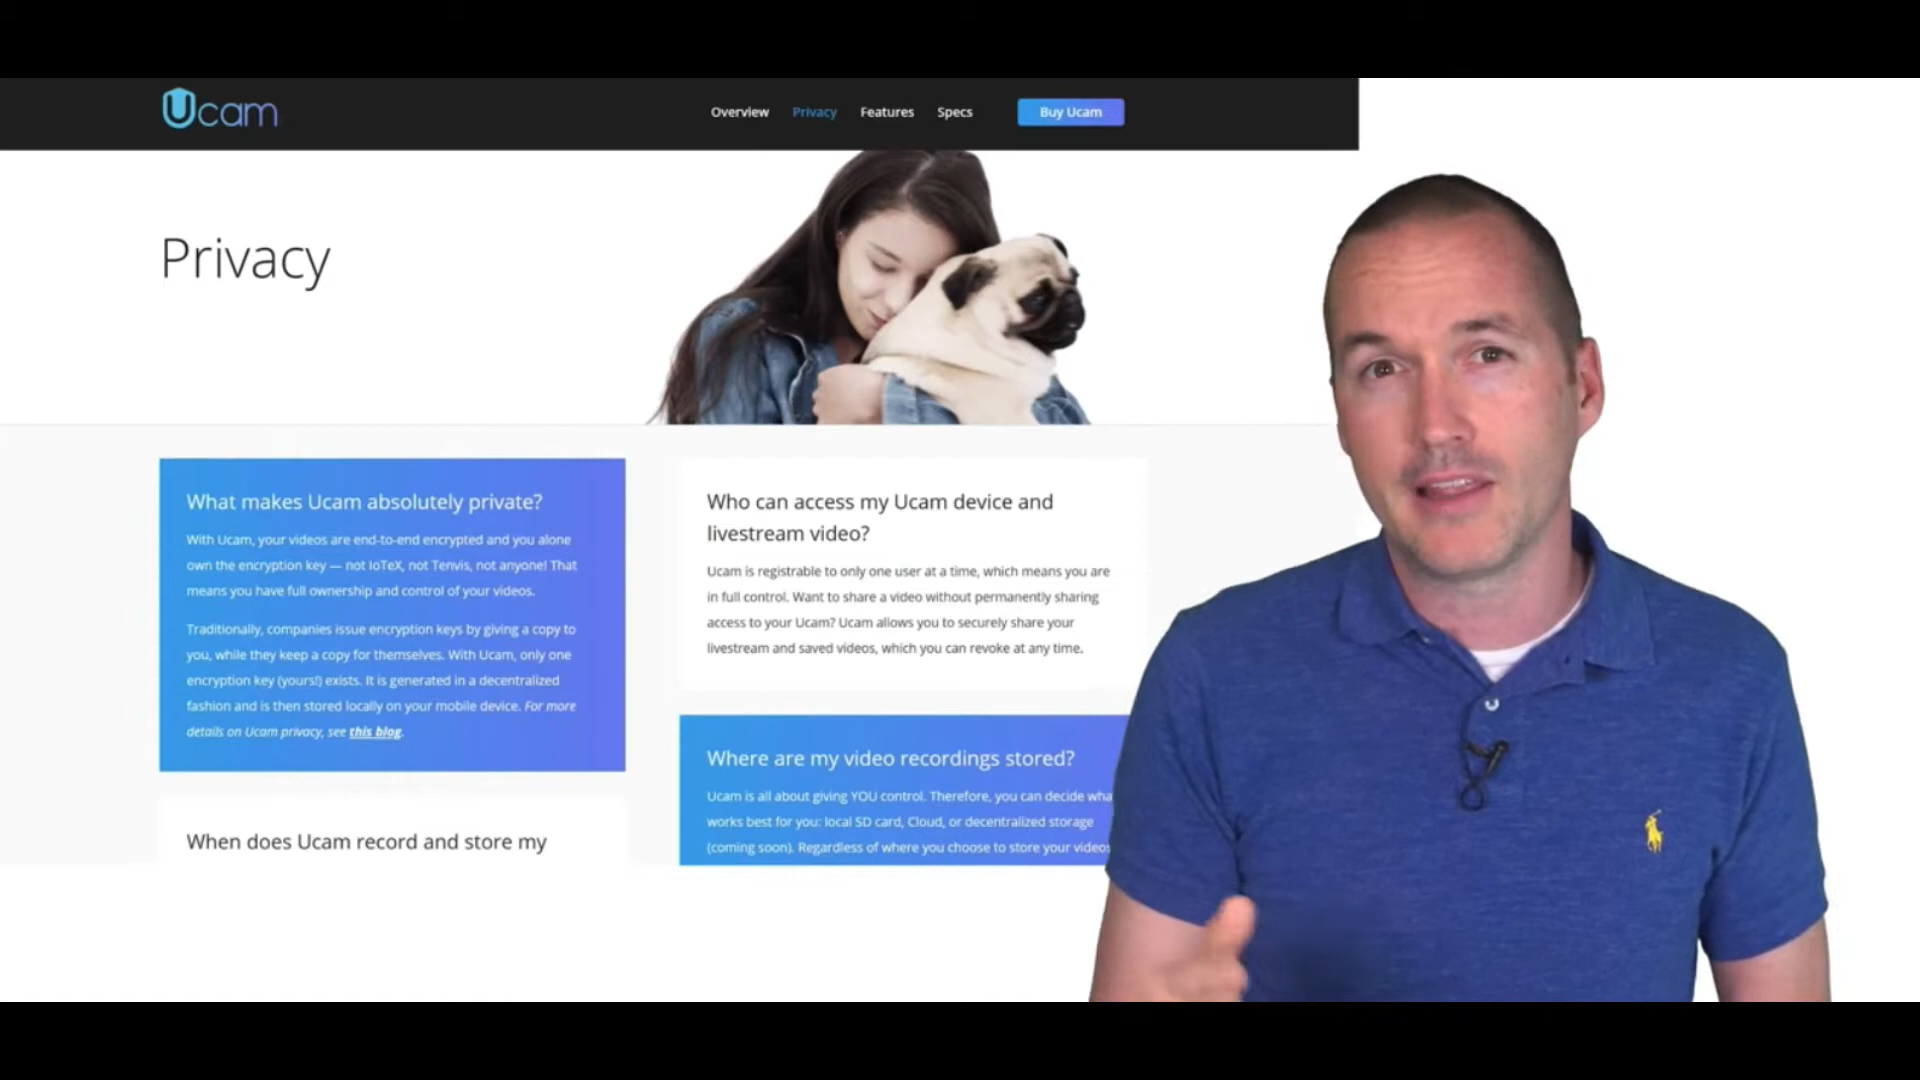 Ucam
Overview Privacy Features Specs Buy Ucam
Privacy
What makes Ucam absolutely private?
With Ucam, your videos are end-to-end encrypted and you alone
own the encryption key — not IoTeX, not Tenvis, not anyone! That
means you have full ownership and control of your videos.
Traditionally, companies issue encryption keys by giving a copy to
you, while they keep a copy for themselves. With Ucam, only one
encryption key (yours!) exists. It is generated in a decentralized
fashion and is then stored locally on your mobile device. For more
details on Ucam privacy, see this blog.
When does Ucam record and store my
Who can access my Ucam device and
livestream video?
Ucam is registrable to only one user at a time, which means you are
in full control. Want to share a video without permanently sharing
access to your Ucam? Ucam allows you to securely share your
livestream and saved videos, which you can revoke at any time.
Where are my video recordings stored?
Ucam is all about giving YOU control. Therefore, you can decide wha
works best for you: local SD card, Cloud, or decentralized storage
(coming soon). Regardless of where you choose to store your videos